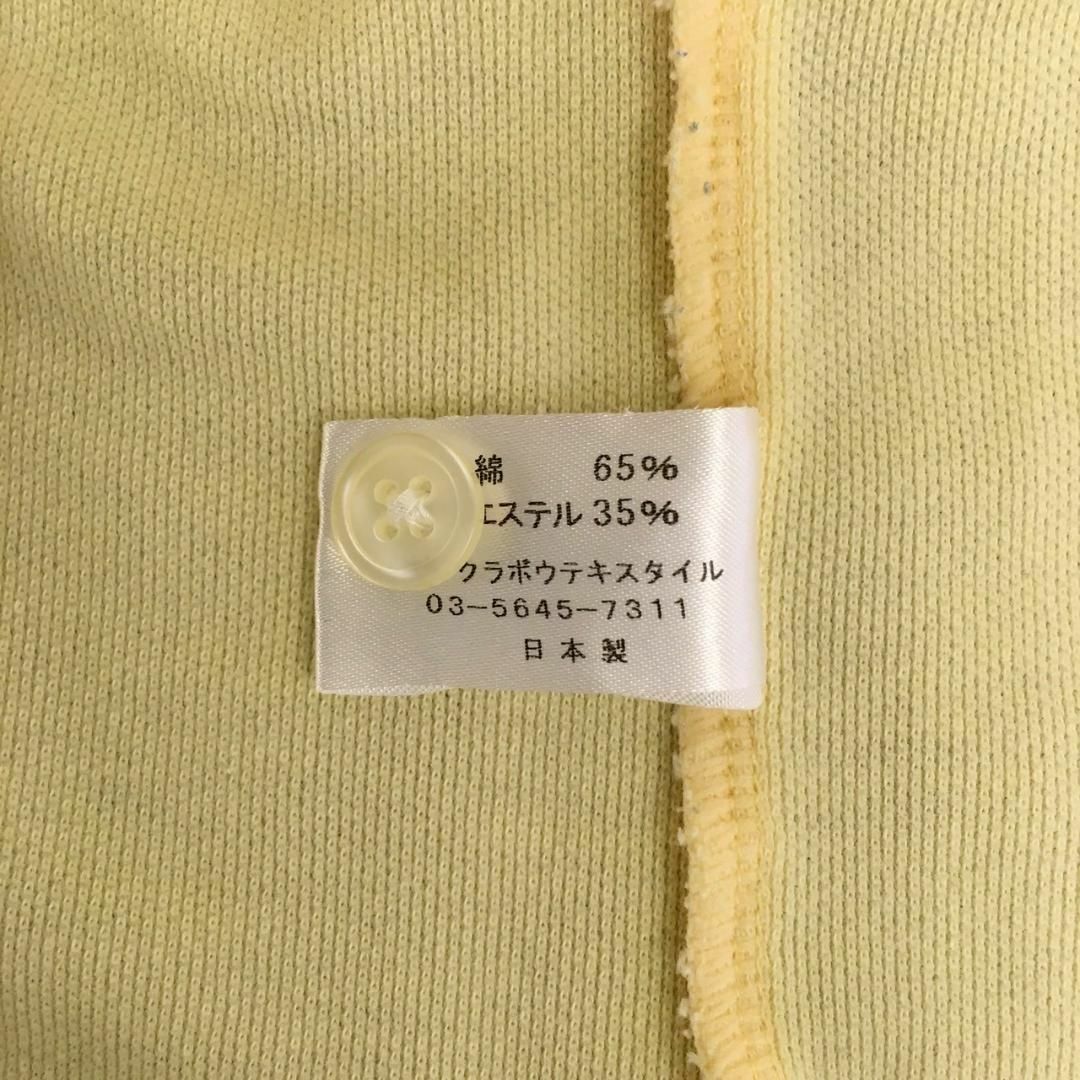 綿 65%
エステル 35%
クラボウテキスタイル
03-5645-7311
日本製